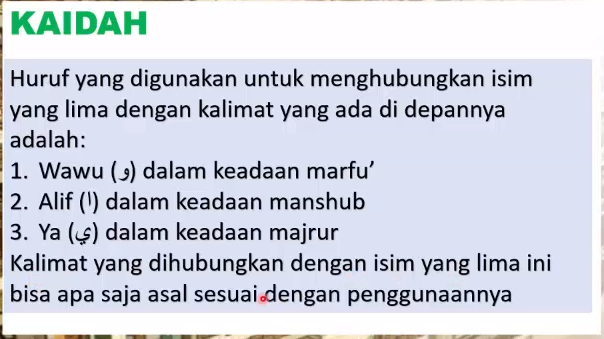 KAIDAH
Huruf yang digunakan untuk menghubungkan isim
yang lima dengan kalimat yang ada di depannya
adalah:
1. Wawu (و) dalam keadaan marfu’
2. Alif (ا) dalam keadaan manshub
3. Ya (ي) dalam keadaan majrur
Kalimat yang dihubungkan dengan isim yang lima ini
bisa apa saja asal sesuai dengan penggunaannya